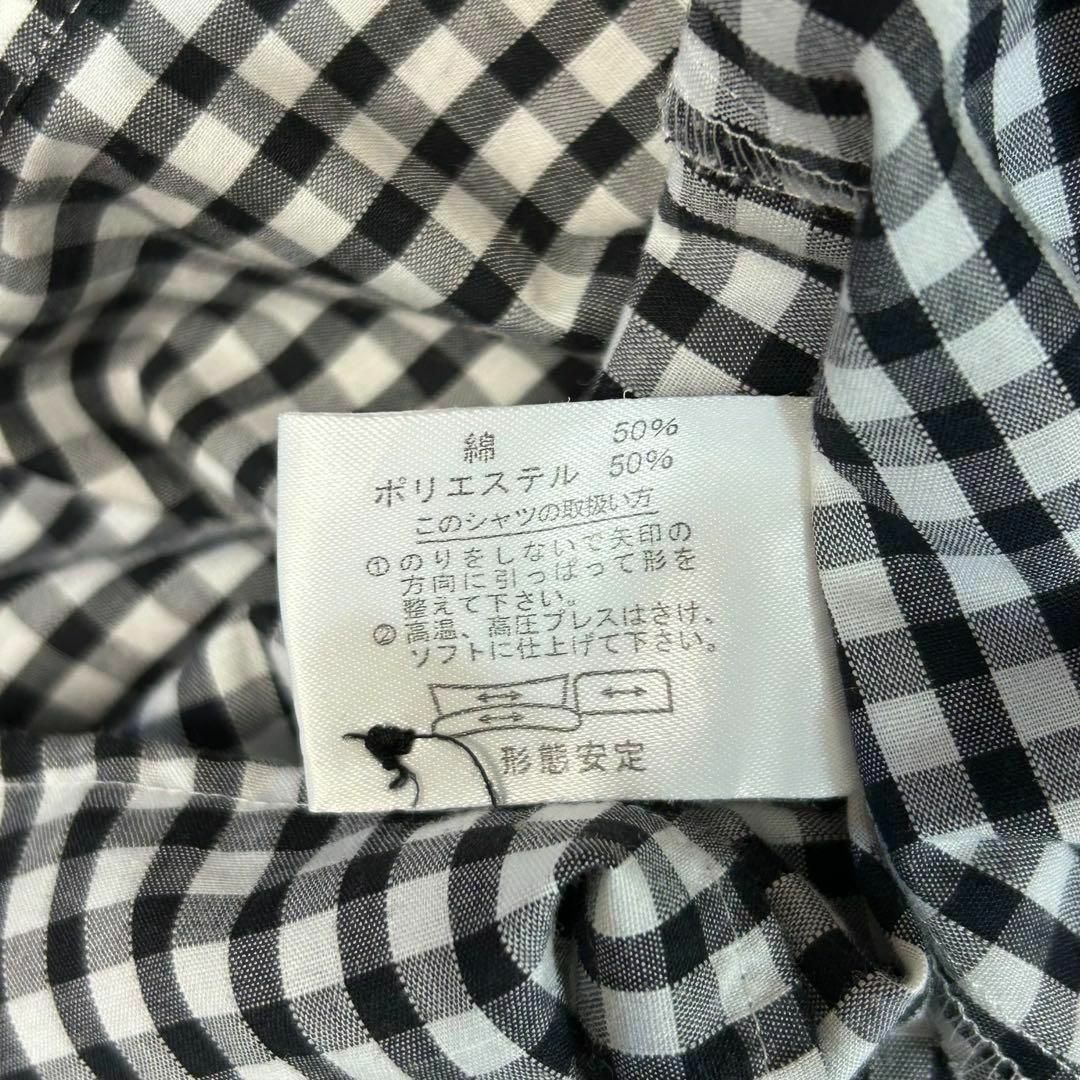 綿 50%
ポリエステル 50%
このシャツの取扱い方
①のりをしないで矢印の
方向に引っぱって形を
整えて下さい。
②高温、高圧プレスはさけ、
ソフトに仕上げて下さい。
形態安定